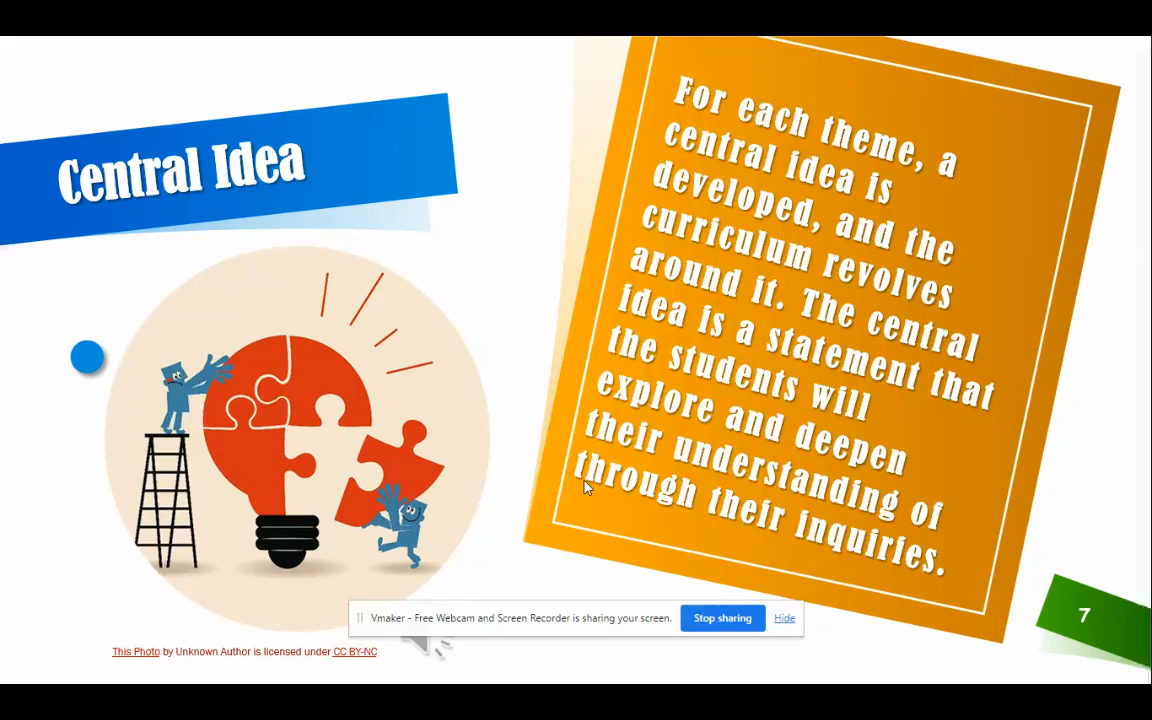 Central Idea
For each theme, a
central idea is
developed, and the
curriculum revolves
around it. The central
idea is a statement that
the students will
explore and deepen
their understanding of
through their inquiries.
Vmaker - Free Webcam and Screen Recorder is sharing your screen. Stop sharing Hide
7
This Photo by Unknown Author is licensed under CC BY-NC